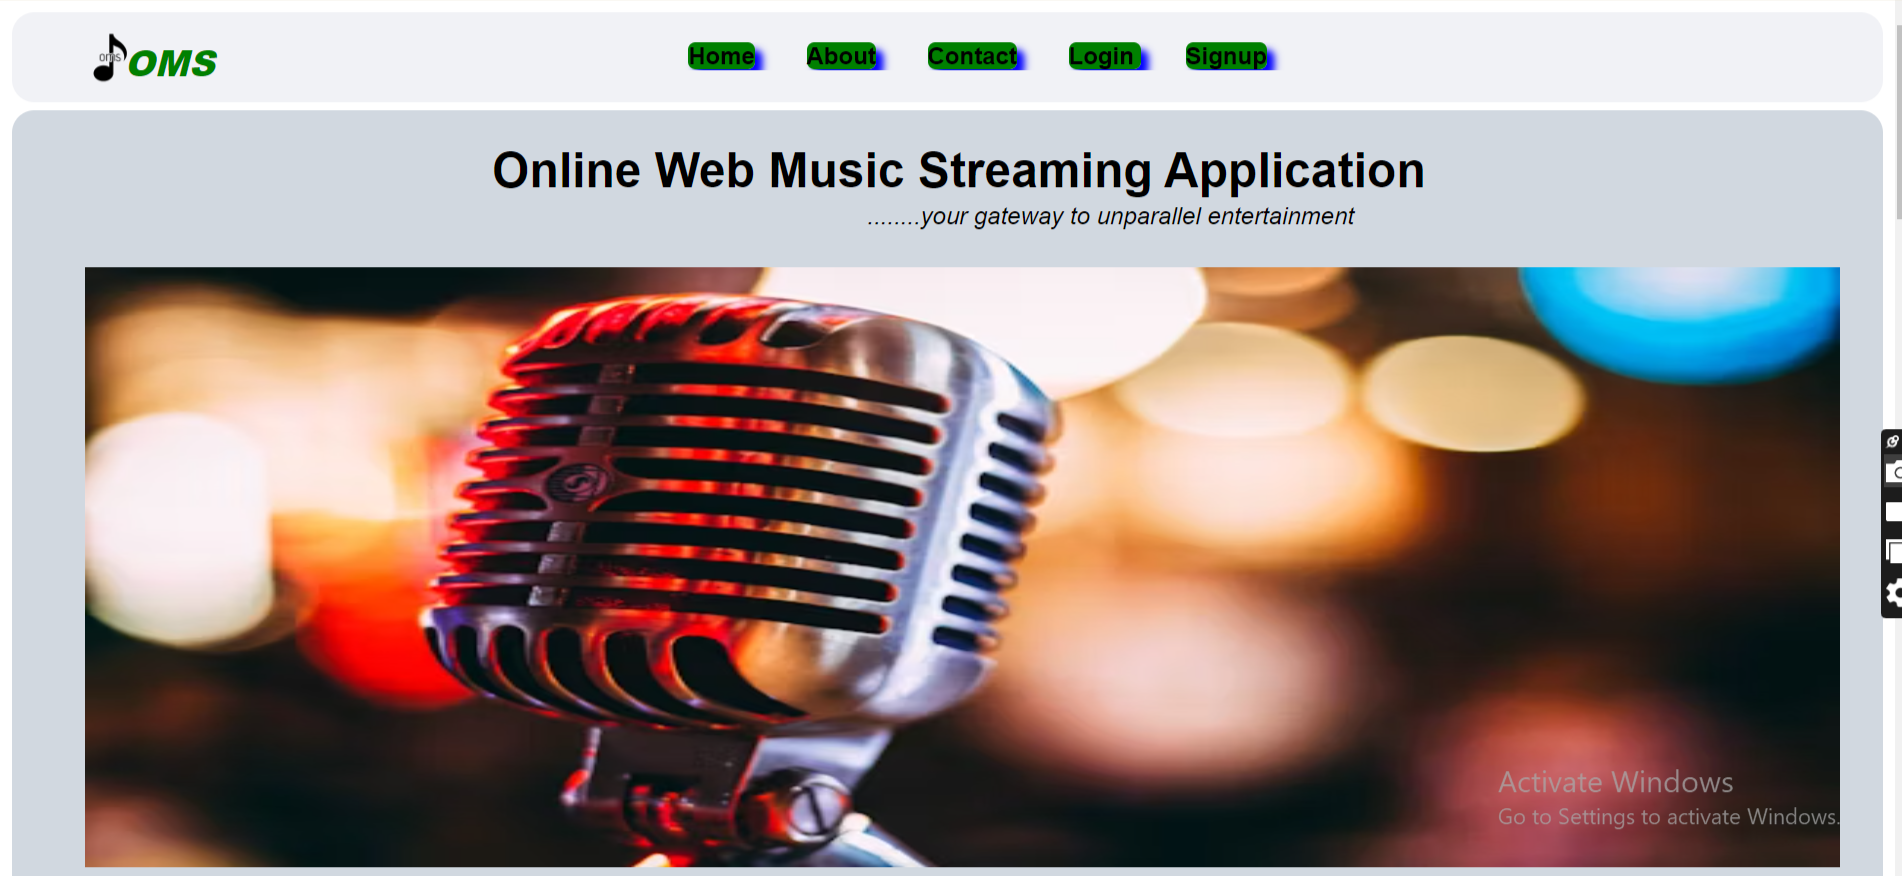 oms OMS
Home About Contact Login Signup
Online Web Music Streaming Application
........your gateway to unparallel entertainment
Activate Windows
Go to Settings to activate Windows.